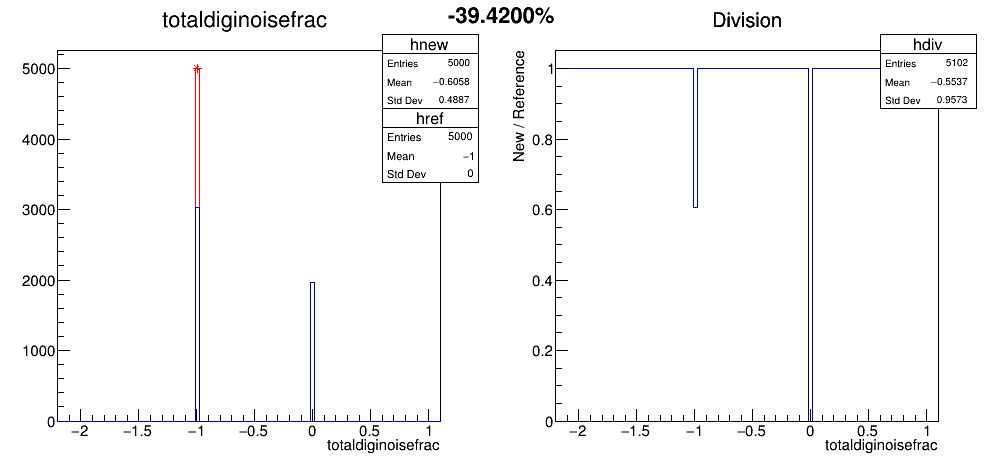 -39.4200%
totaldiginoisefrac
hnew
Entries 5000
Mean −0.6058
Std Dev 0.4887
href
Entries 5000
Mean −1
Std Dev 0
5000
4000
3000
2000
1000
0
−2 −1.5 −1 −0.5 0 0.5 1
totaldiginoisefrac
Division
hdiv
Entries 5102
Mean −0.5537
Std Dev 0.9573
New / Reference
1
0.8
0.6
0.4
0.2
0
−2 −1.5 −1 −0.5 0 0.5 1
totaldiginoisefrac